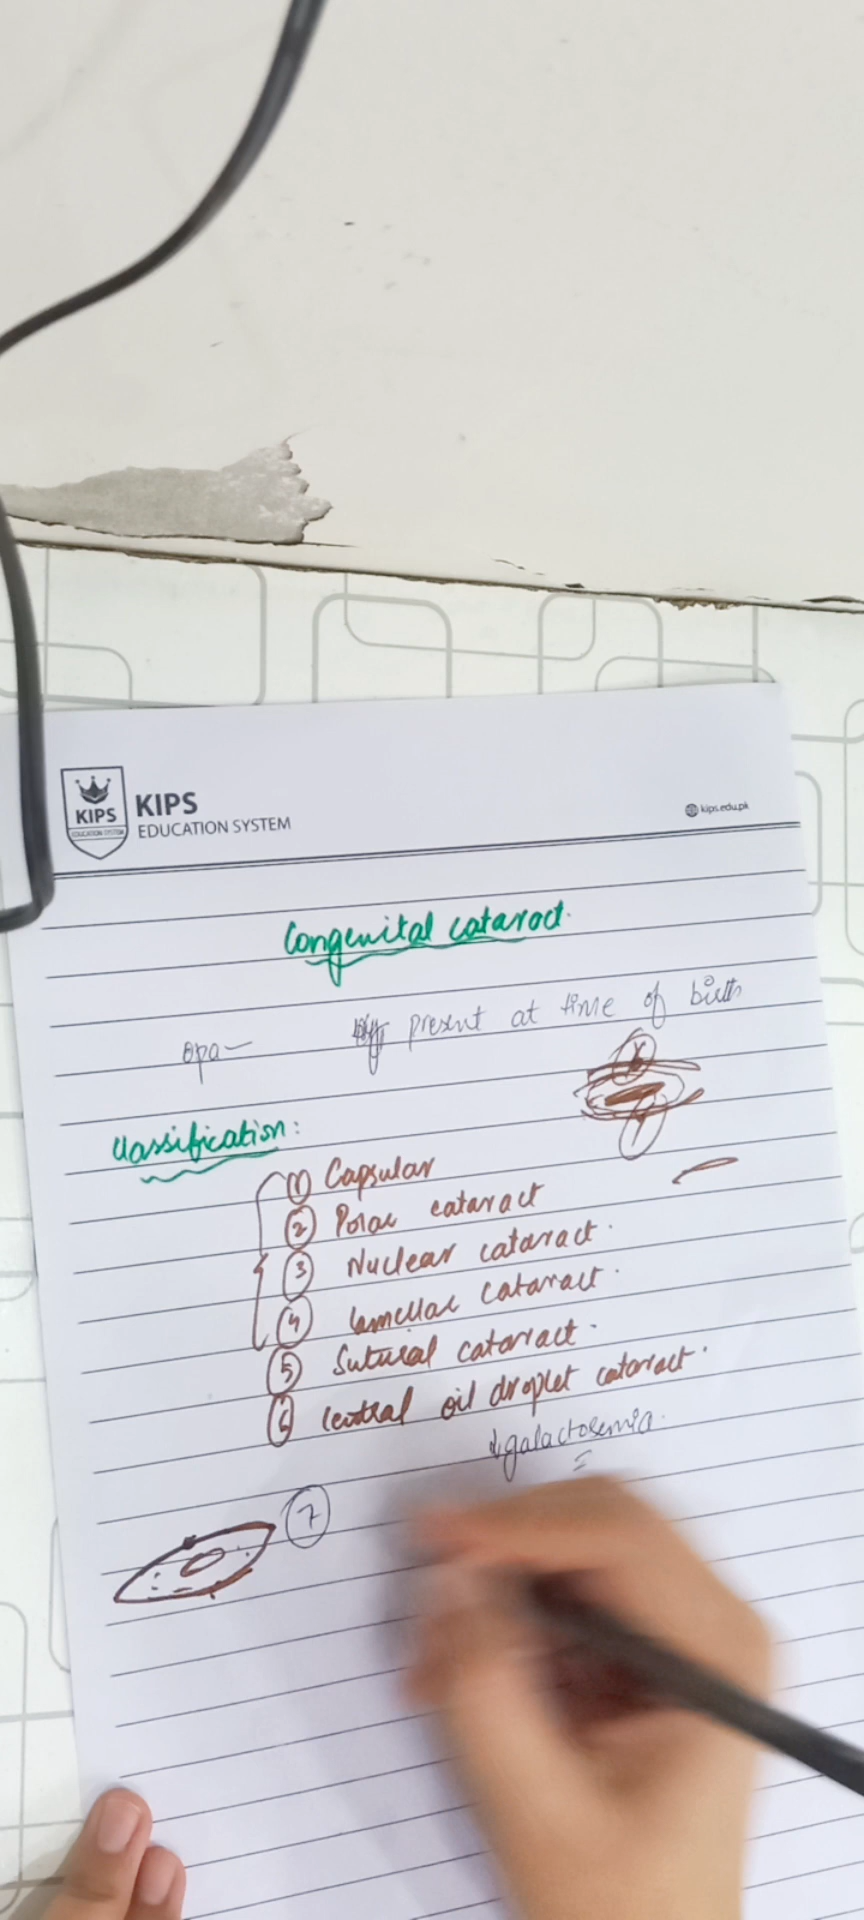 KIPS
EDUCATION SYSTEM
KIPS
EDUCATION SYSTEM
kips.edu.pk
Congenital cataract.
opa— present at time of birth
Classification:
① Capsular
② Polar cataract
③ Nuclear cataract.
④ lamellar cataract.
⑤ Sutural cataract.
⑥ central oil droplet cataract.
↓galactosemia.
⑦